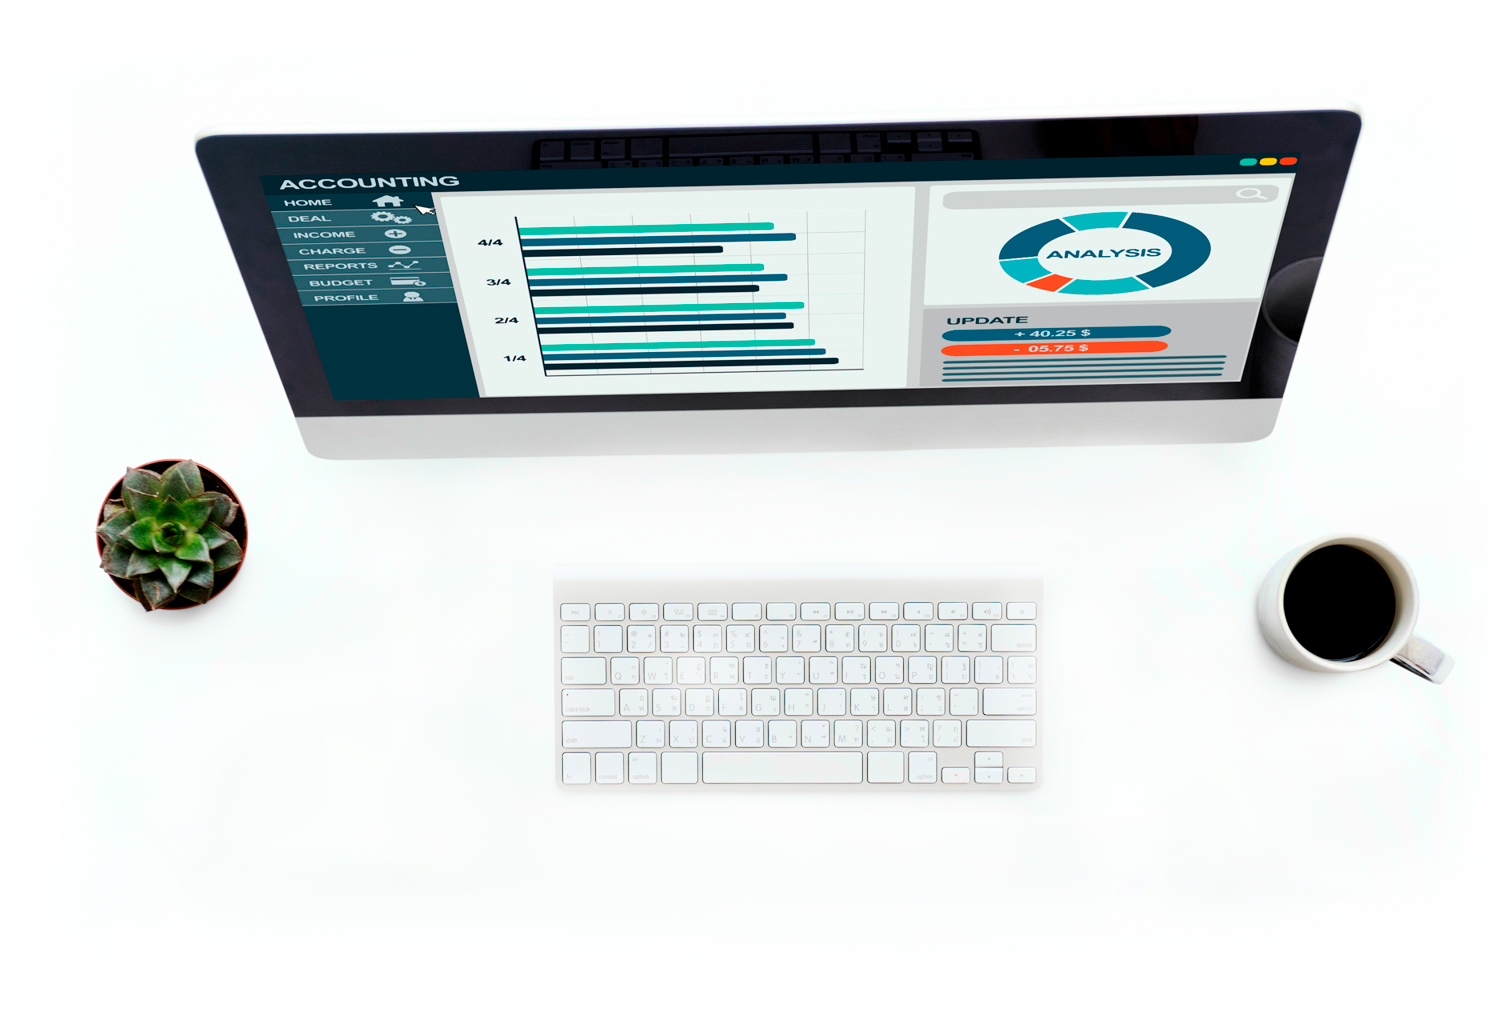 ACCOUNTING
HOME
DEAL
INCOME
CHARGE
REPORTS
BUDGET
PROFILE
4/4
3/4
2/4
1/4
ANALYSIS
UPDATE
+ 40.25 $
- 05.75 $
Q W E R T Y U O P
A S D F G H J K L
Z X C V B N M